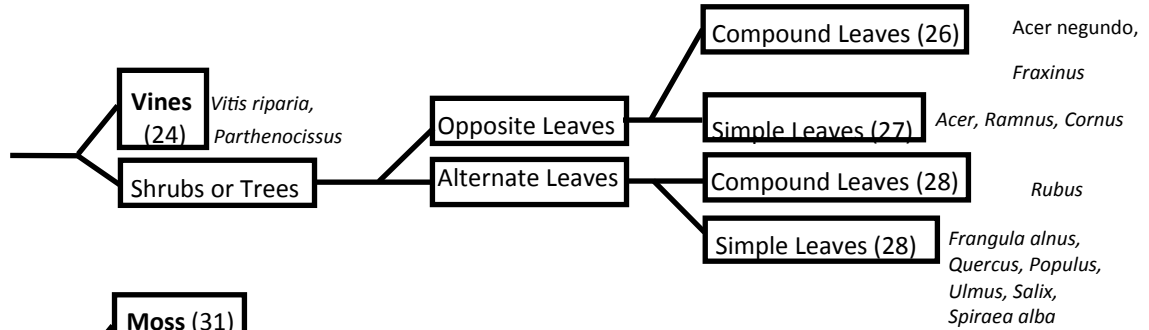 Compound Leaves (26)
Acer negundo,
Fraxinus
Vines
(24)
Vitis riparia,
Parthenocissus
Opposite Leaves
Simple Leaves (27)
Acer, Ramnus, Cornus
Shrubs or Trees
Alternate Leaves
Compound Leaves (28)
Rubus
Simple Leaves (28)
Frangula alnus,
Quercus, Populus,
Ulmus, Salix,
Spiraea alba
Moss (31)